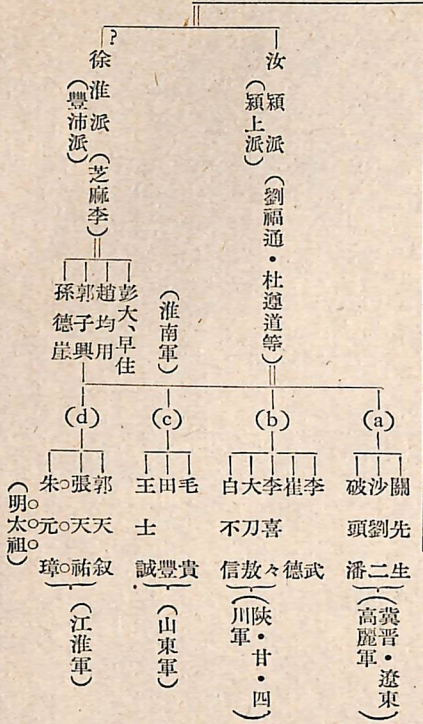 汝潁派
(潁上派)
(劉福通・杜遵道等)
?
徐淮派
(豐沛派)
(芝麻李)
彭大、早住
趙均用
郭子興
孫德崖
(淮南軍)
(a)
關先生
沙劉二
破頭潘
(冀晋・遼東高麗軍)
(b)
李武
崔德
李喜々
大刀敖
白不信
(陝・甘・四川軍)
(c)
毛貴
田豐
王士誠
(山東軍)
(d)
郭天叙
張天祐
朱元璋
(明太祖)
(江淮軍)